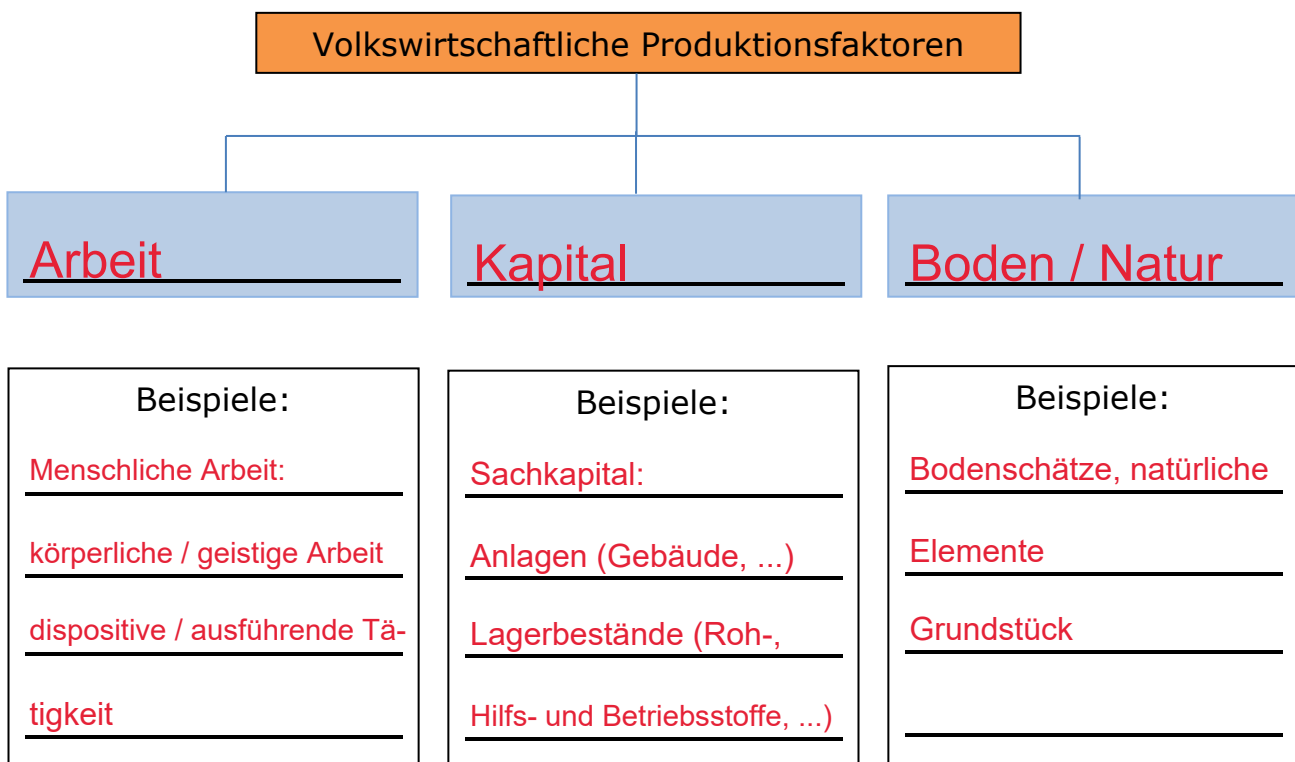 Volkswirtschaftliche Produktionsfaktoren
Arbeit
Kapital
Boden / Natur
Beispiele:
Menschliche Arbeit:
körperliche / geistige Arbeit
dispositive / ausführende Tä-
tigkeit
Beispiele:
Sachkapital:
Anlagen (Gebäude, ...)
Lagerbestände (Roh-,
Hilfs- und Betriebsstoffe, ...)
Beispiele:
Bodenschätze, natürliche
Elemente
Grundstück